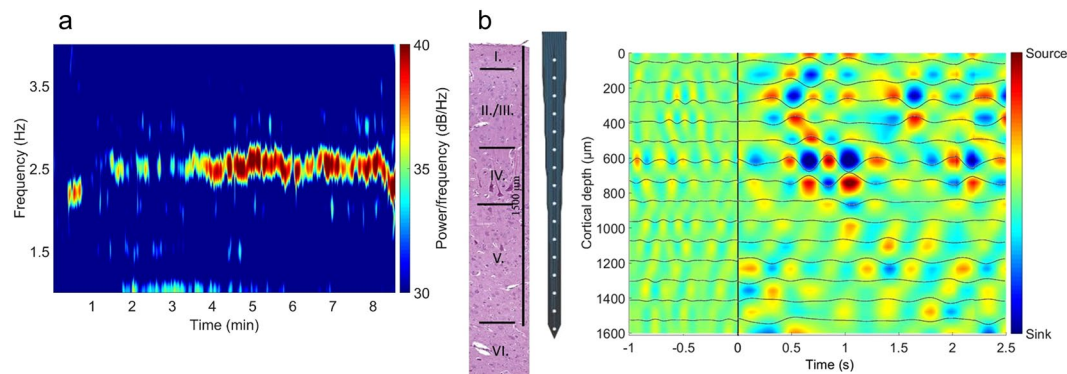 a
3.5
2.5
1.5
Frequency (Hz)
1 2 3 4 5 6 7 8
Time (min)
40
35
30
Power/frequency (dB/Hz)
b
I.
II./III.
IV.
V.
VI.
1500 µm
0
200
400
600
800
1000
1200
1400
1600
Cortical depth (µm)
-1 -0.5 0 0.5 1 1.5 2 2.5
Time (s)
Source
Sink